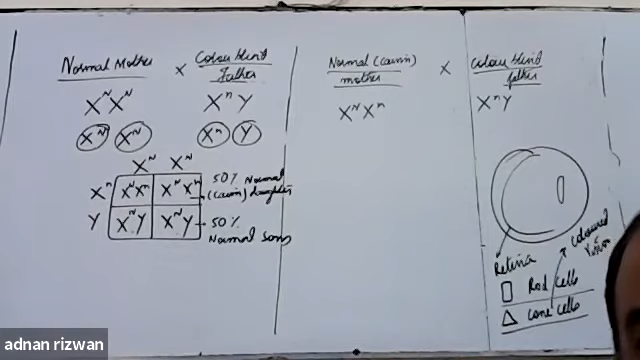 Normal Mother × Colour blind Father
X^N X^N X^n Y
X^N X^N X^n Y
X^N X^N
X^n X^N X^n X^N X^n 50% Normal
(carrier) daughters
Y X^N Y X^N Y 50%
Normal Sons
Normal (carrier) mother × Colour blind father
X^N X^n X^n Y
Retina
Rod cells
Cone cells
Coloured
Vision
adnan rizwan